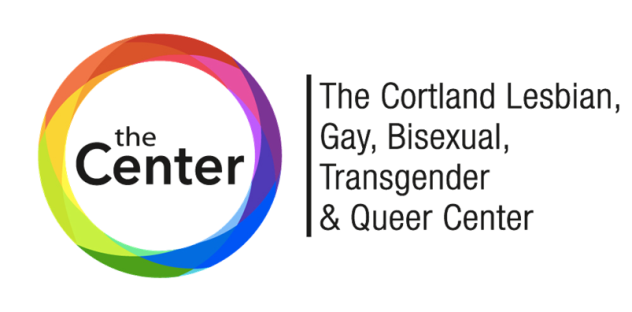 the
Center
The Cortland Lesbian,
Gay, Bisexual,
Transgender
& Queer Center